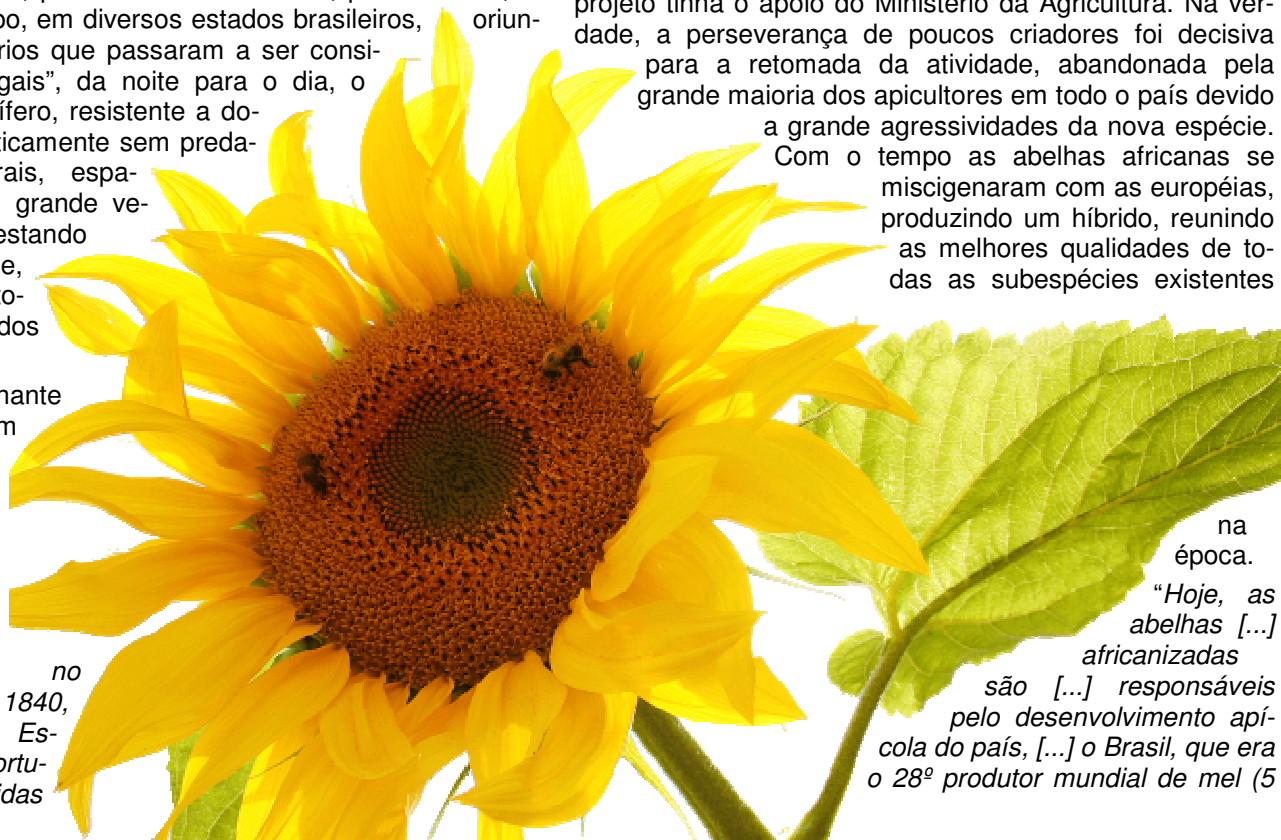 po, em diversos estados brasileiros, oriun-
rios que passaram a ser consi-
gais”, da noite para o dia, o
ífero, resistente a do-
ticamente sem preda-
rais, espa-
grande ve-
estando
e,
to-
dos
nante
m
no
1840,
Es-
ortu-
idas
projeto tinha o apoio do Ministério da Agricultura. Na ver-
dade, a perseverança de poucos criadores foi decisiva
para a retomada da atividade, abandonada pela
grande maioria dos apicultores em todo o país devido
a grande agressividades da nova espécie.
Com o tempo as abelhas africanas se
miscigenaram com as européias,
produzindo um híbrido, reunindo
as melhores qualidades de to-
das as subespécies existentes
na
época.
“Hoje, as
abelhas [...]
africanizadas
são [...] responsáveis
pelo desenvolvimento apí-
cola do país, [...] o Brasil, que era
o 28º produtor mundial de mel (5